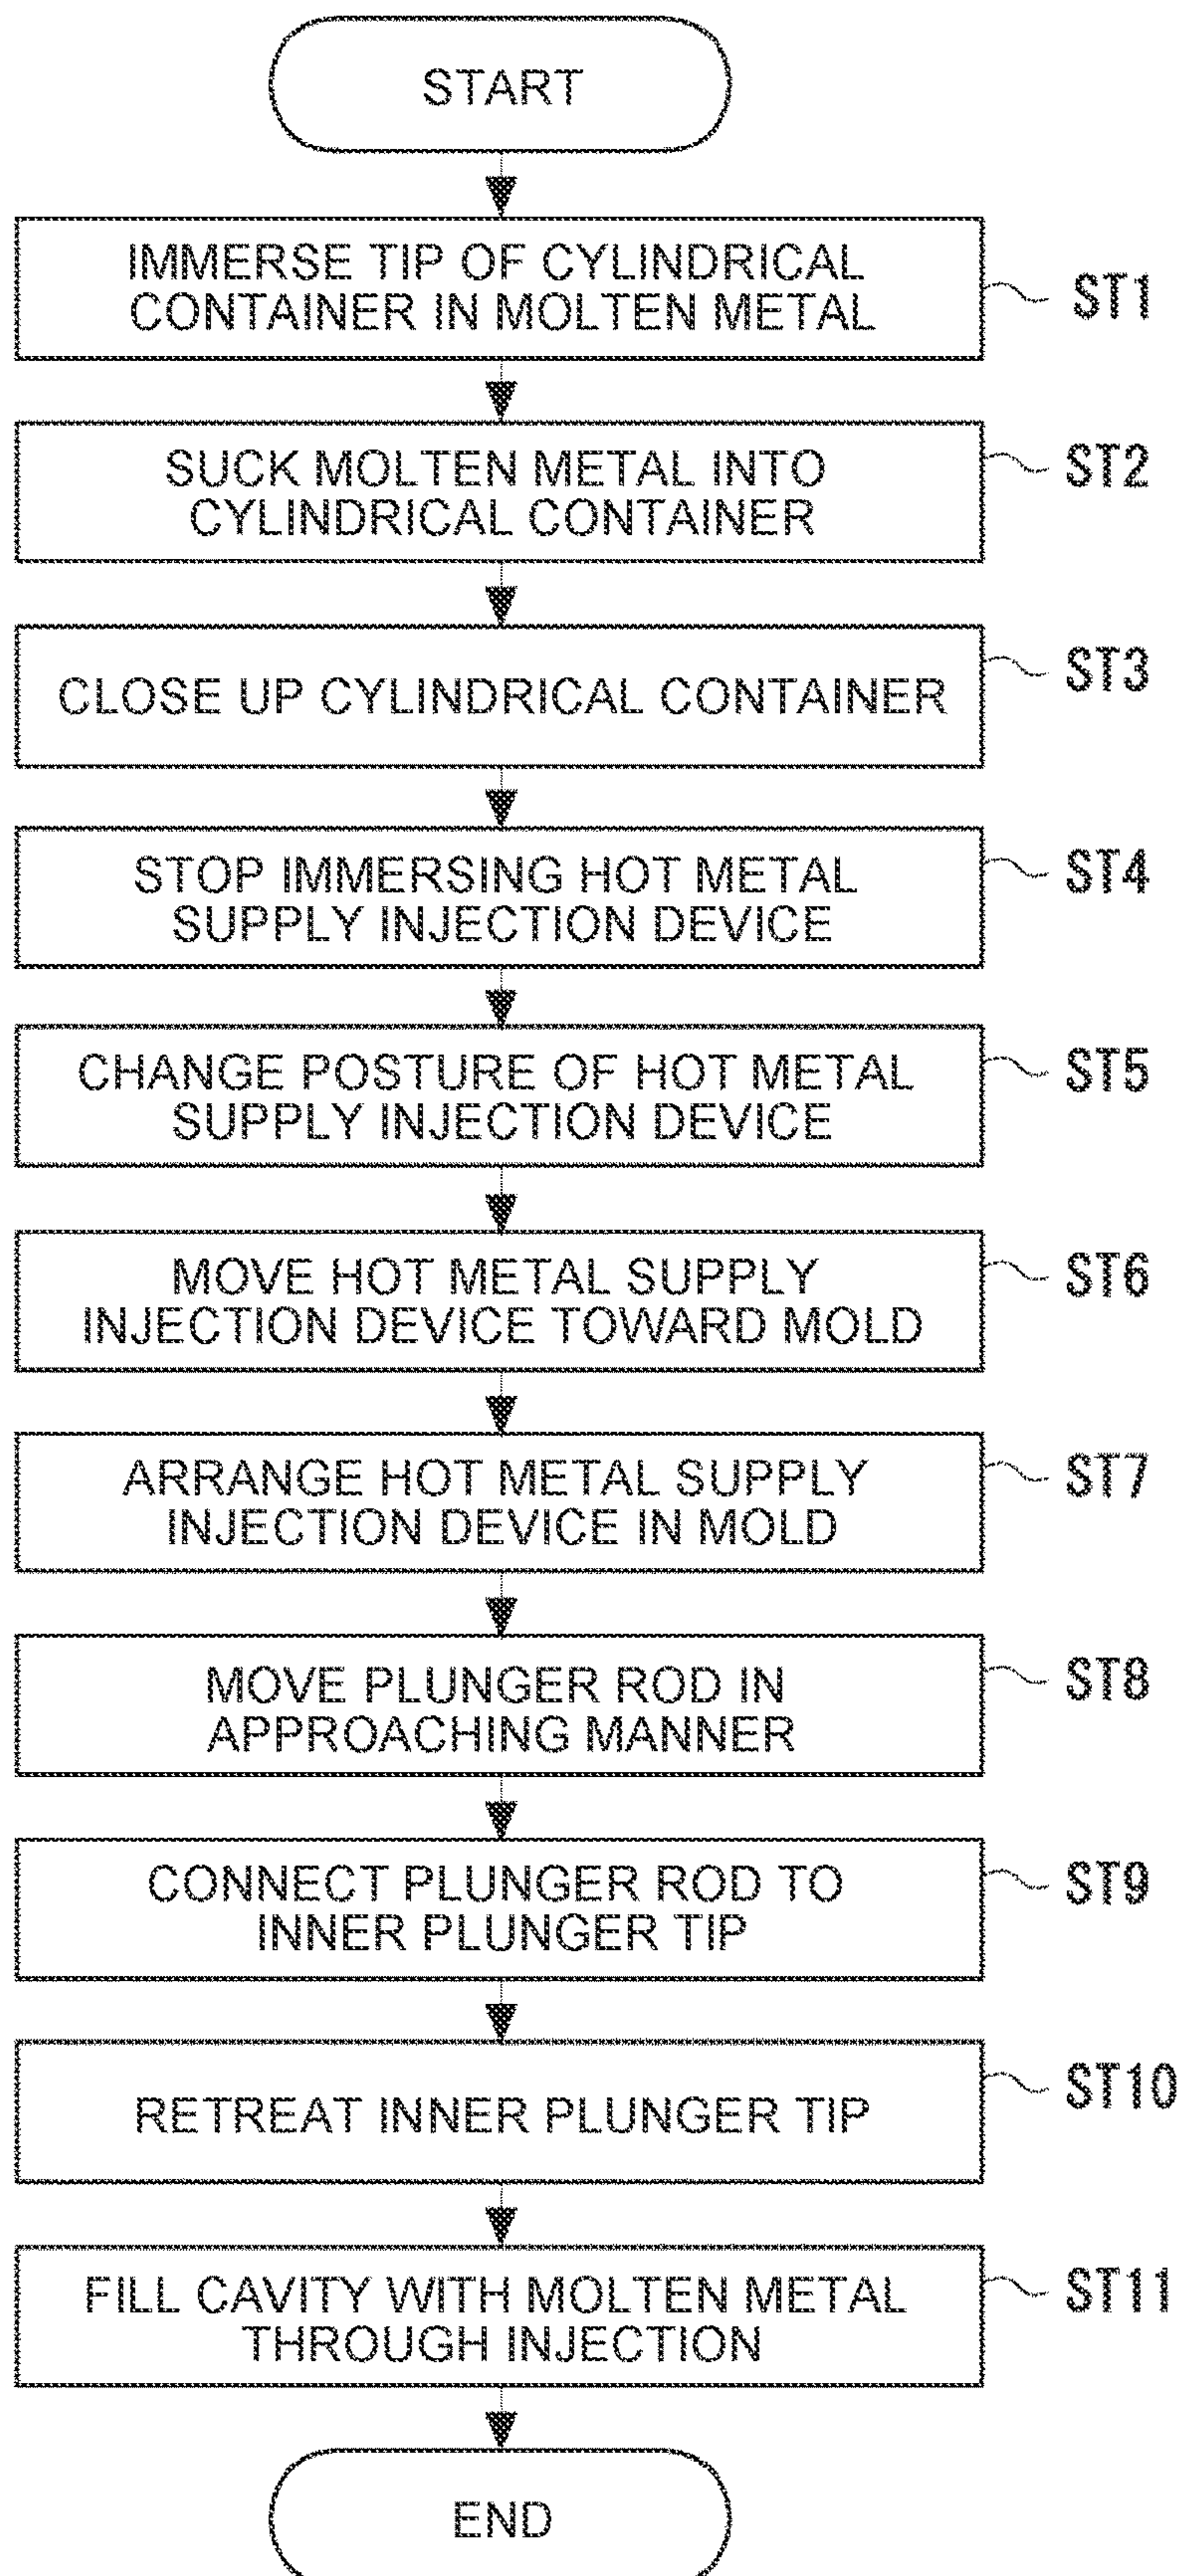 START
IMMERSE TIP OF CYLINDRICAL
CONTAINER IN MOLTEN METAL
ST1
SUCK MOLTEN METAL INTO
CYLINDRICAL CONTAINER
ST2
CLOSE UP CYLINDRICAL CONTAINER
ST3
STOP IMMERSING HOT METAL
SUPPLY INJECTION DEVICE
ST4
CHANGE POSTURE OF HOT METAL
SUPPLY INJECTION DEVICE
ST5
MOVE HOT METAL SUPPLY
INJECTION DEVICE TOWARD MOLD
ST6
ARRANGE HOT METAL SUPPLY
INJECTION DEVICE IN MOLD
ST7
MOVE PLUNGER ROD IN
APPROACHING MANNER
ST8
CONNECT PLUNGER ROD TO
INNER PLUNGER TIP
ST9
RETREAT INNER PLUNGER TIP
ST10
FILL CAVITY WITH MOLTEN METAL
THROUGH INJECTION
ST11
END